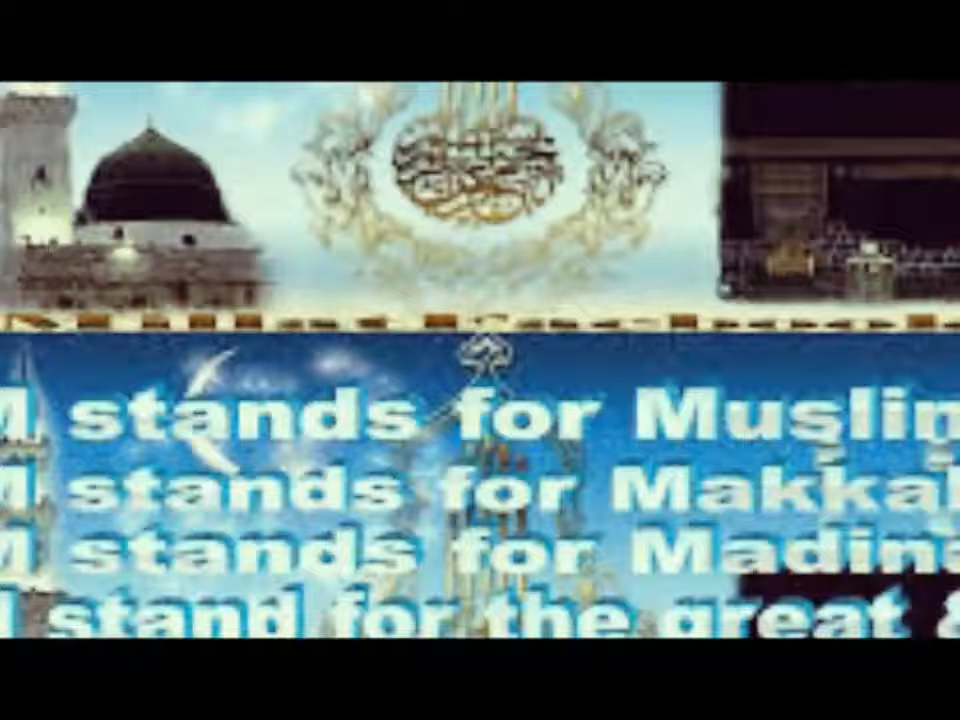 M stands for Muslim
M stands for Makkah
M stands for Madina
M stand for the great &